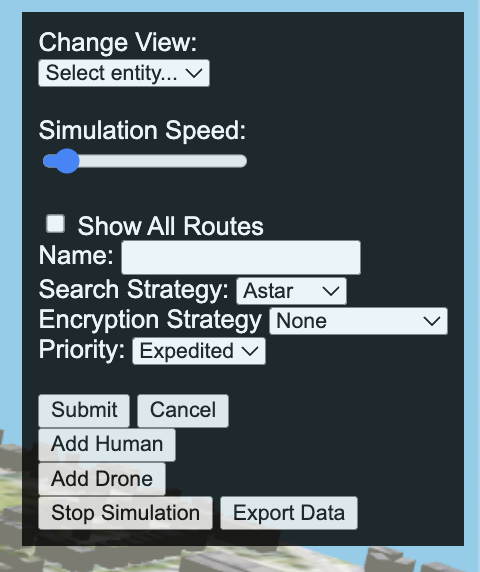 Change View:
Select entity...
Simulation Speed:
Show All Routes
Name:
Search Strategy: Astar
Encryption Strategy None
Priority: Expedited
Submit Cancel
Add Human
Add Drone
Stop Simulation Export Data